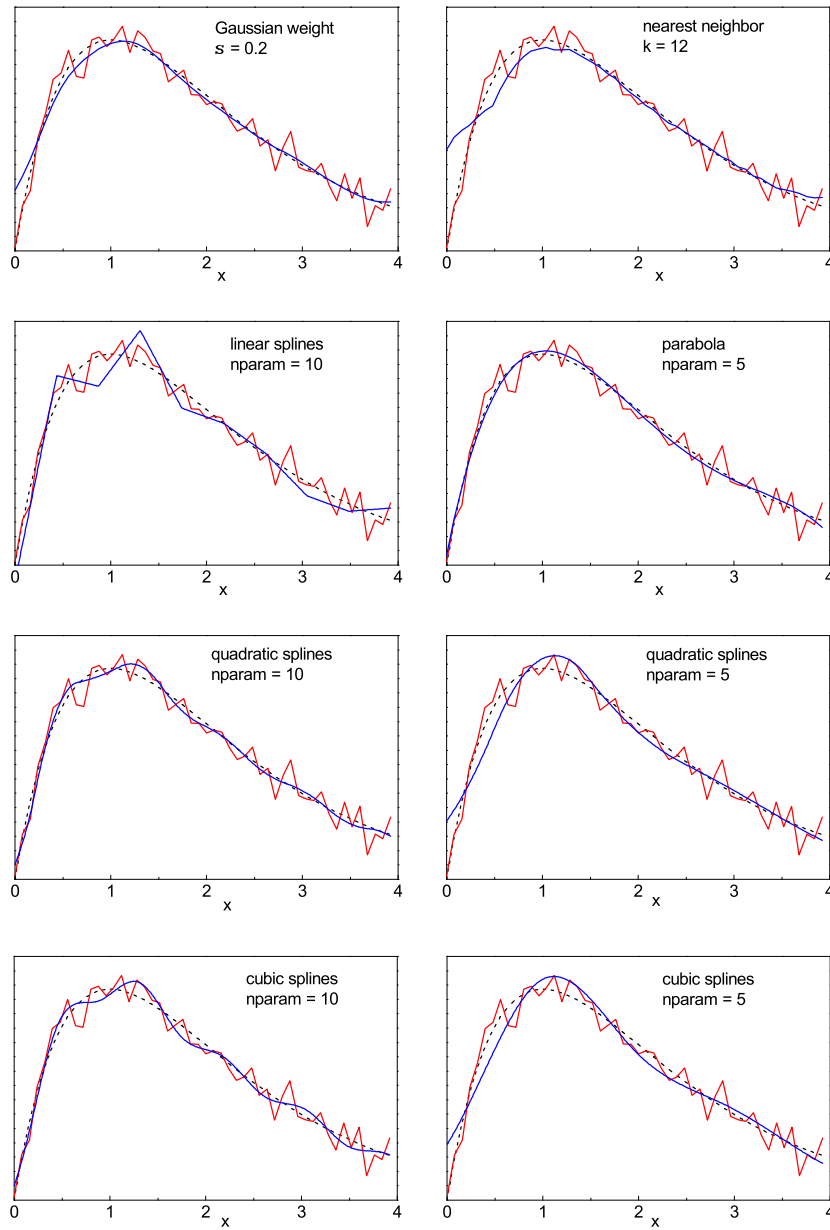 Gaussian weight
s = 0.2
0 1 2 3 4
x
nearest neighbor
k = 12
0 1 2 3 4
x
linear splines
nparam = 10
0 1 2 3 4
x
parabola
nparam = 5
0 1 2 3 4
x
quadratic splines
nparam = 10
0 1 2 3 4
x
quadratic splines
nparam = 5
0 1 2 3 4
x
cubic splines
nparam = 10
0 1 2 3 4
x
cubic splines
nparam = 5
0 1 2 3 4
x